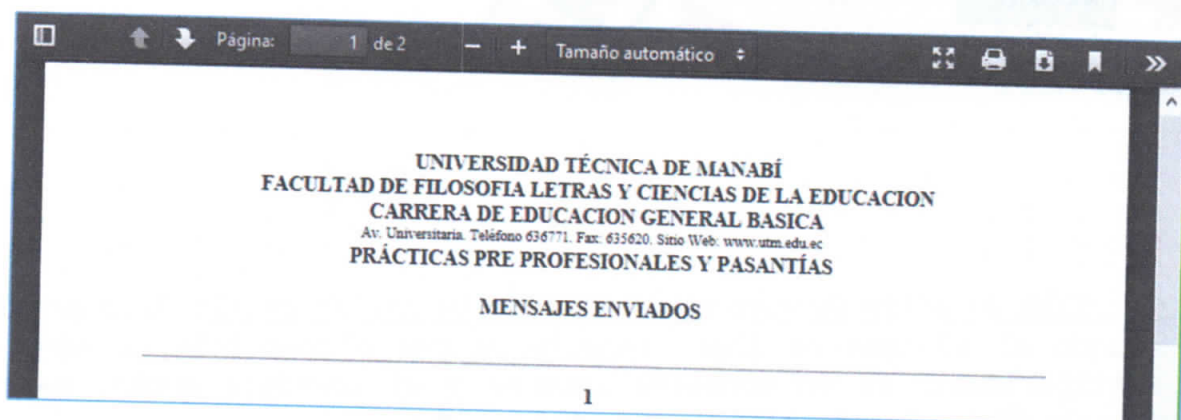 Página: 1 de 2 − + Tamaño automático
UNIVERSIDAD TÉCNICA DE MANABÍ
FACULTAD DE FILOSOFIA LETRAS Y CIENCIAS DE LA EDUCACION
CARRERA DE EDUCACION GENERAL BASICA
Av. Universitaria. Teléfono 636771. Fax: 635620. Sitio Web: www.utm.edu.ec
PRÁCTICAS PRE PROFESIONALES Y PASANTÍAS
MENSAJES ENVIADOS
1